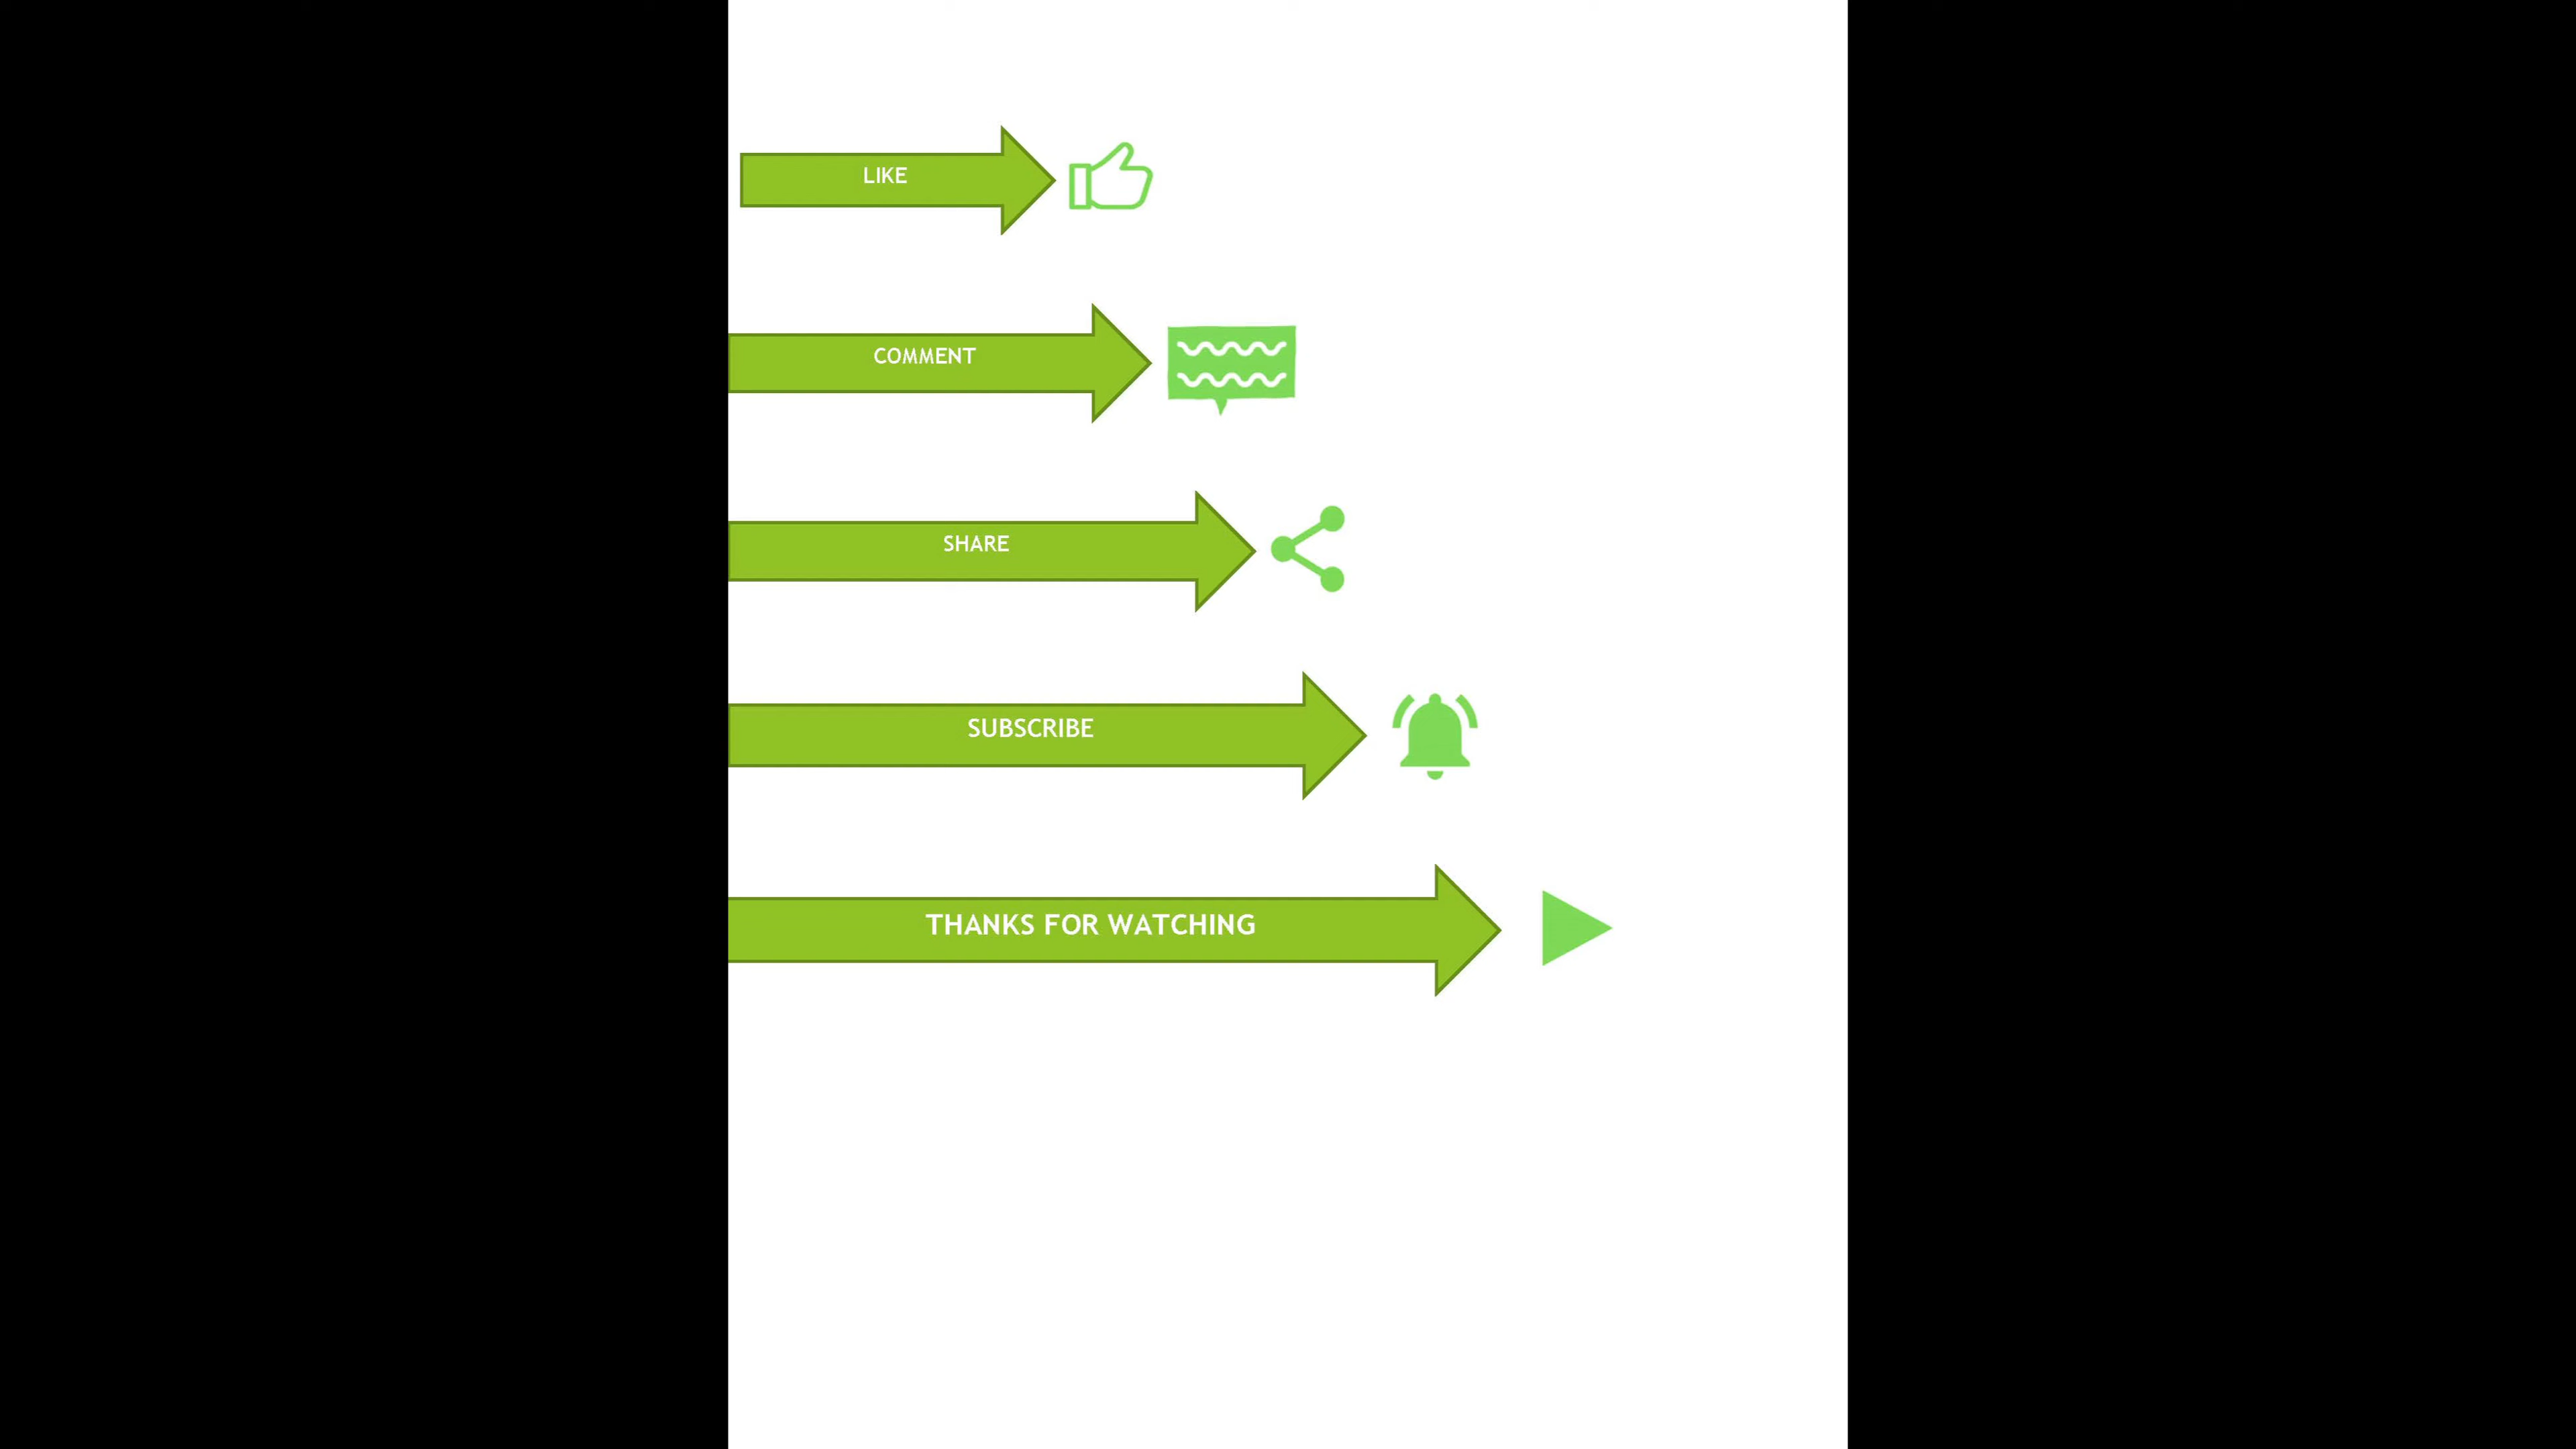 LIKE
COMMENT
SHARE
SUBSCRIBE
THANKS FOR WATCHING